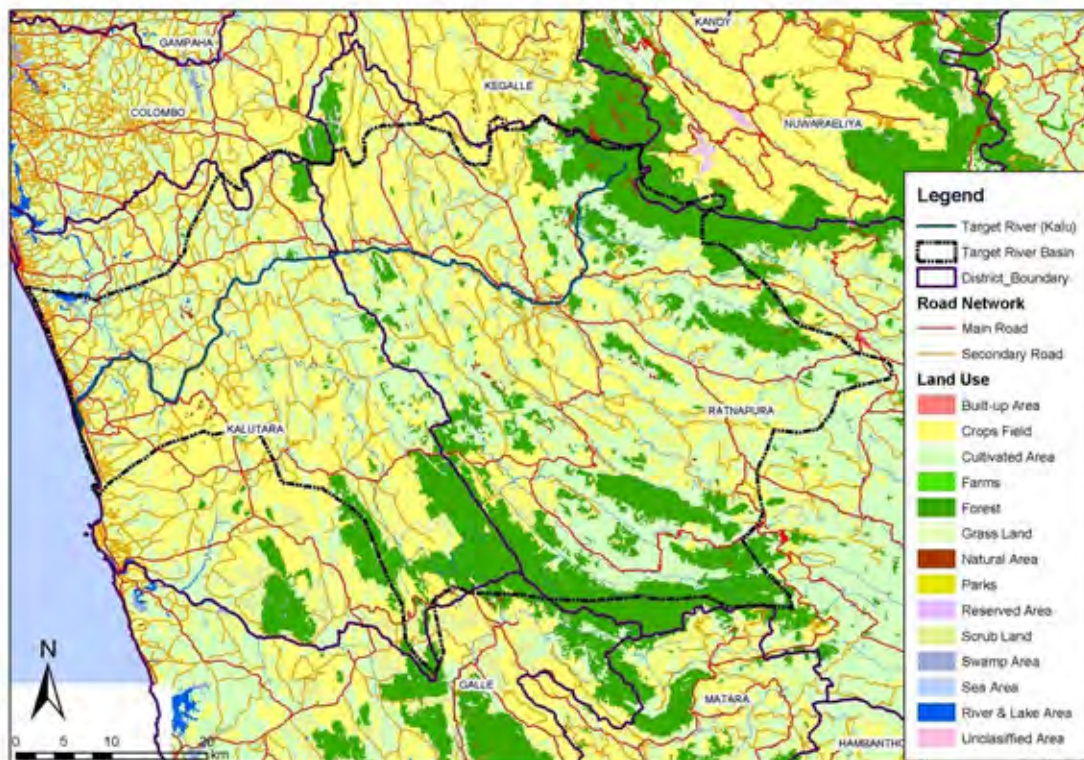 KANDY
GAMPAHA
KEGALLE
COLOMBO
NUWARAELIYA
RATNAPURA
KALUTARA
GALLE
MATARA
HAMBANTHO
N
0 5 10 20
km
Legend
Target River (Kalu)
Target River Basin
District_Boundary
Road Network
Main Road
Secondary Road
Land Use
Built-up Area
Crops Field
Cultivated Area
Farms
Forest
Grass Land
Natural Area
Parks
Reserved Area
Scrub Land
Swamp Area
Sea Area
River & Lake Area
Unclasiffied Area